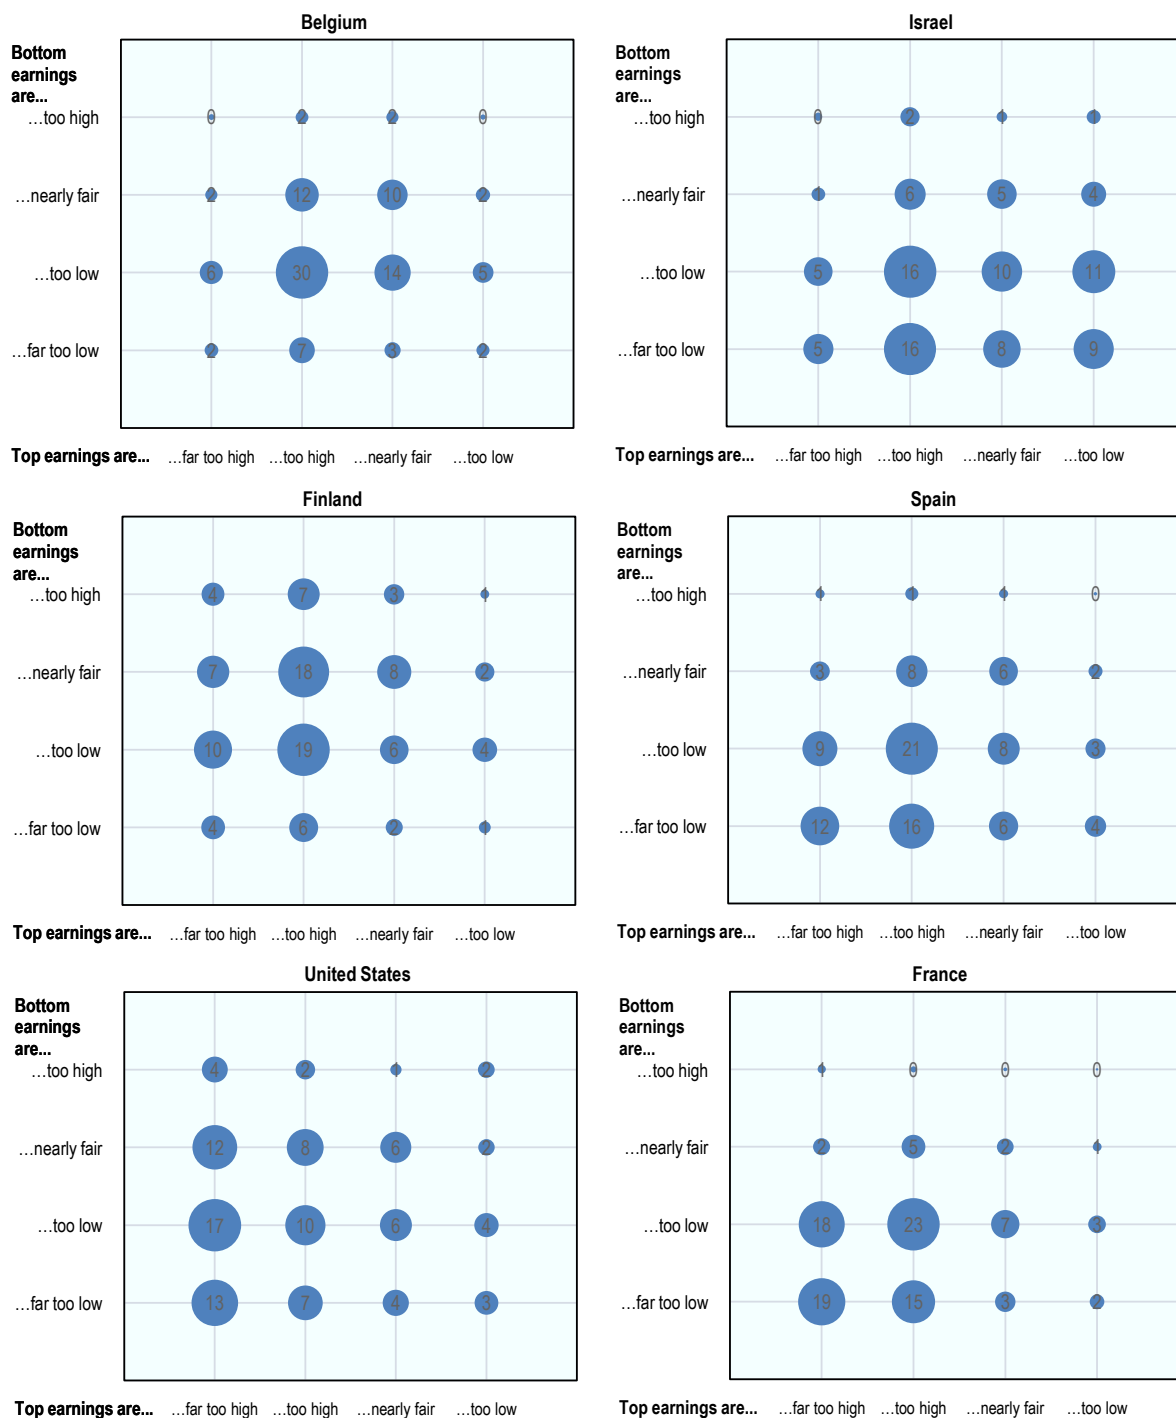 Belgium
Bottom
earnings
are...
…too high
0 2 2 0
…nearly fair
2 12 10 2
…too low
6 30 14 5
…far too low
2 7 3 2
Top earnings are... …far too high …too high …nearly fair …too low
Israel
Bottom
earnings
are...
…too high
0 2 1 1
…nearly fair
1 6 5 4
…too low
5 16 10 11
…far too low
5 16 8 9
Top earnings are... …far too high …too high …nearly fair …too low
Finland
Bottom
earnings
are...
…too high
4 7 3 1
…nearly fair
7 18 8 2
…too low
10 19 6 4
…far too low
4 6 2 1
Top earnings are... …far too high …too high …nearly fair …too low
Spain
Bottom
earnings
are...
…too high
1 1 1 0
…nearly fair
3 8 6 2
…too low
9 21 8 3
…far too low
12 16 6 4
Top earnings are... …far too high …too high …nearly fair …too low
United States
Bottom
earnings
are...
…too high
4 2 1 2
…nearly fair
12 8 6 2
…too low
17 10 6 4
…far too low
13 7 4 3
Top earnings are... …far too high …too high …nearly fair …too low
France
Bottom
earnings
are...
…too high
1 0 0 0
…nearly fair
2 5 2 1
…too low
18 23 7 3
…far too low
19 15 3 2
Top earnings are... …far too high …too high …nearly fair …too low